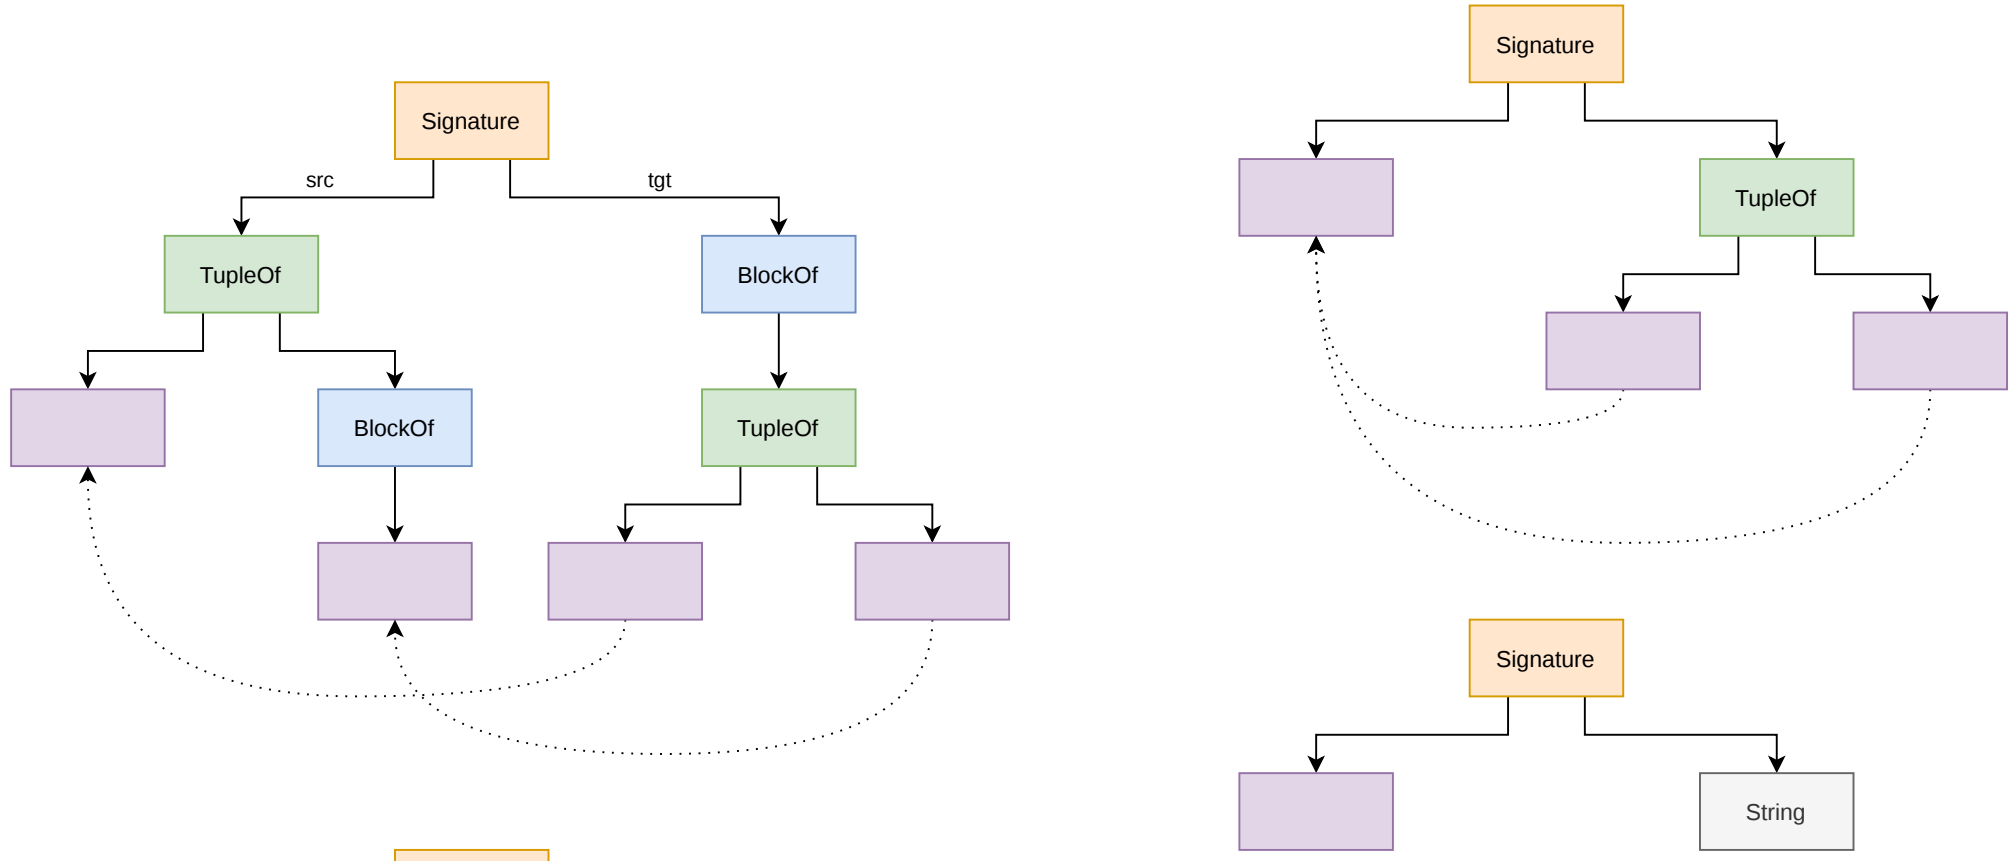 Signature
src
tgt
TupleOf
BlockOf
BlockOf
TupleOf
Signature
TupleOf
Signature
String